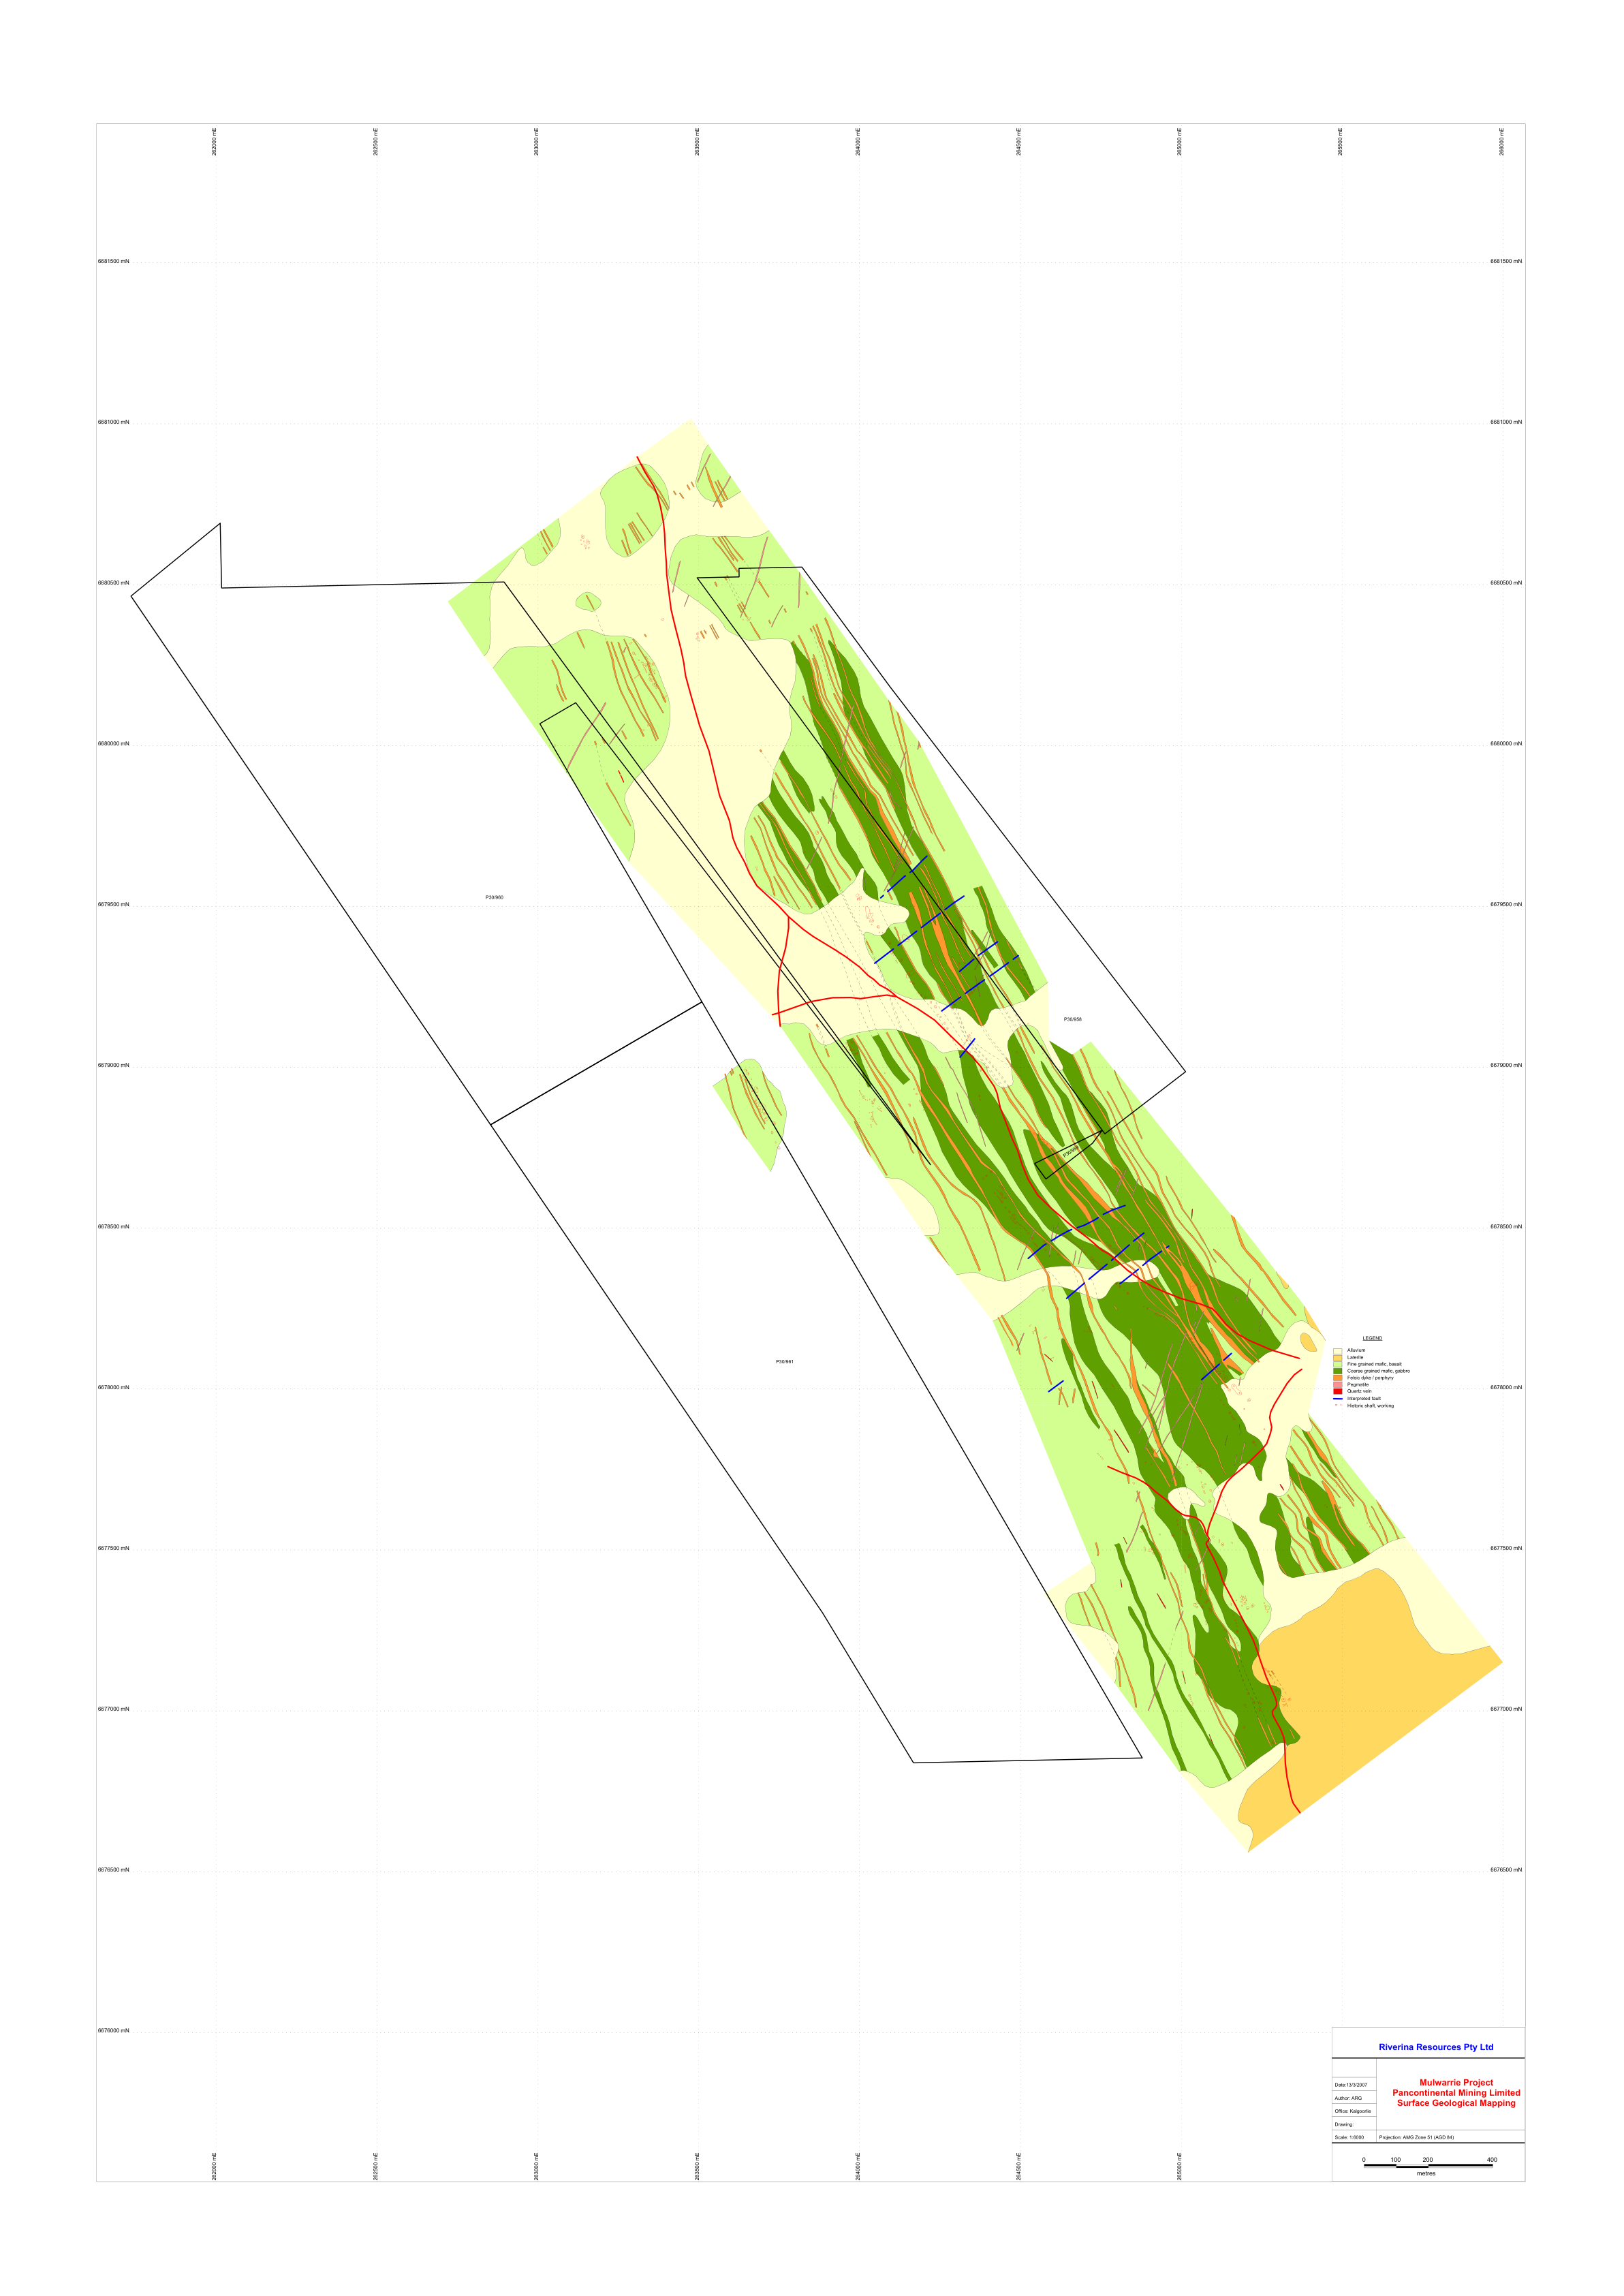 262000 mE
262500 mE
263000 mE
263500 mE
264000 mE
264500 mE
265000 mE
265500 mE
266000 mE
6681500 mN
6681500 mN
6681000 mN
6681000 mN
6680500 mN
6680500 mN
6680000 mN
6680000 mN
P30/960
6679500 mN
6679500 mN
P30/958
6679000 mN
6679000 mN
6678500 mN
6678500 mN
LEGEND
Alluvium
Laterite
Fine grained mafic, basalt
Coarse grained mafic, gabbro
Felsic dyke / porphyry
Pegmatite
Quartz vein
Interpreted fault
Historic shaft, working
P30/961
6678000 mN
6678000 mN
6677500 mN
6677500 mN
6677000 mN
6677000 mN
6676500 mN
6676500 mN
6676000 mN
Riverina Resources Pty Ltd
Mulwarrie Project
Pancontinental Mining Limited
Surface Geological Mapping
Date:13/3/2007
Author: ARG
Office: Kalgoorlie
Drawing:
Scale: 1:6000
Projection: AMG Zone 51 (AGD 84)
0 100 200 400
metres
262000 mE
262500 mE
263000 mE
263500 mE
264000 mE
264500 mE
265000 mE